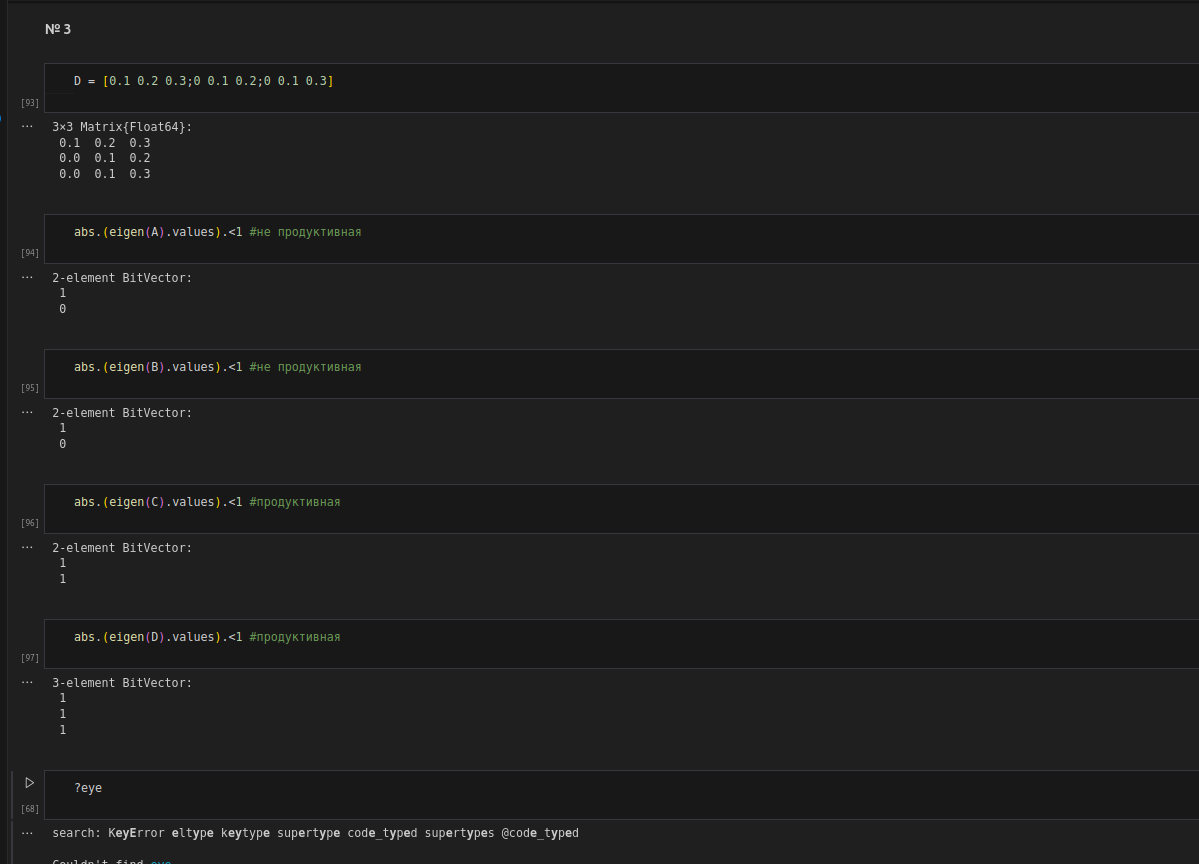 № 3
D = [0.1 0.2 0.3;0 0.1 0.2;0 0.1 0.3]
[93]
... 3×3 Matrix{Float64}:
0.1 0.2 0.3
0.0 0.1 0.2
0.0 0.1 0.3
abs.(eigen(A).values).<1 #не продуктивная
[94]
... 2-element BitVector:
1
0
abs.(eigen(B).values).<1 #не продуктивная
[95]
... 2-element BitVector:
1
0
abs.(eigen(C).values).<1 #продуктивная
[96]
... 2-element BitVector:
1
1
abs.(eigen(D).values).<1 #продуктивная
[97]
... 3-element BitVector:
1
1
1
?eye
[68]
... search: KeyError eltype keytype supertype code_typed supertypes @code_typed
Couldn't find eye